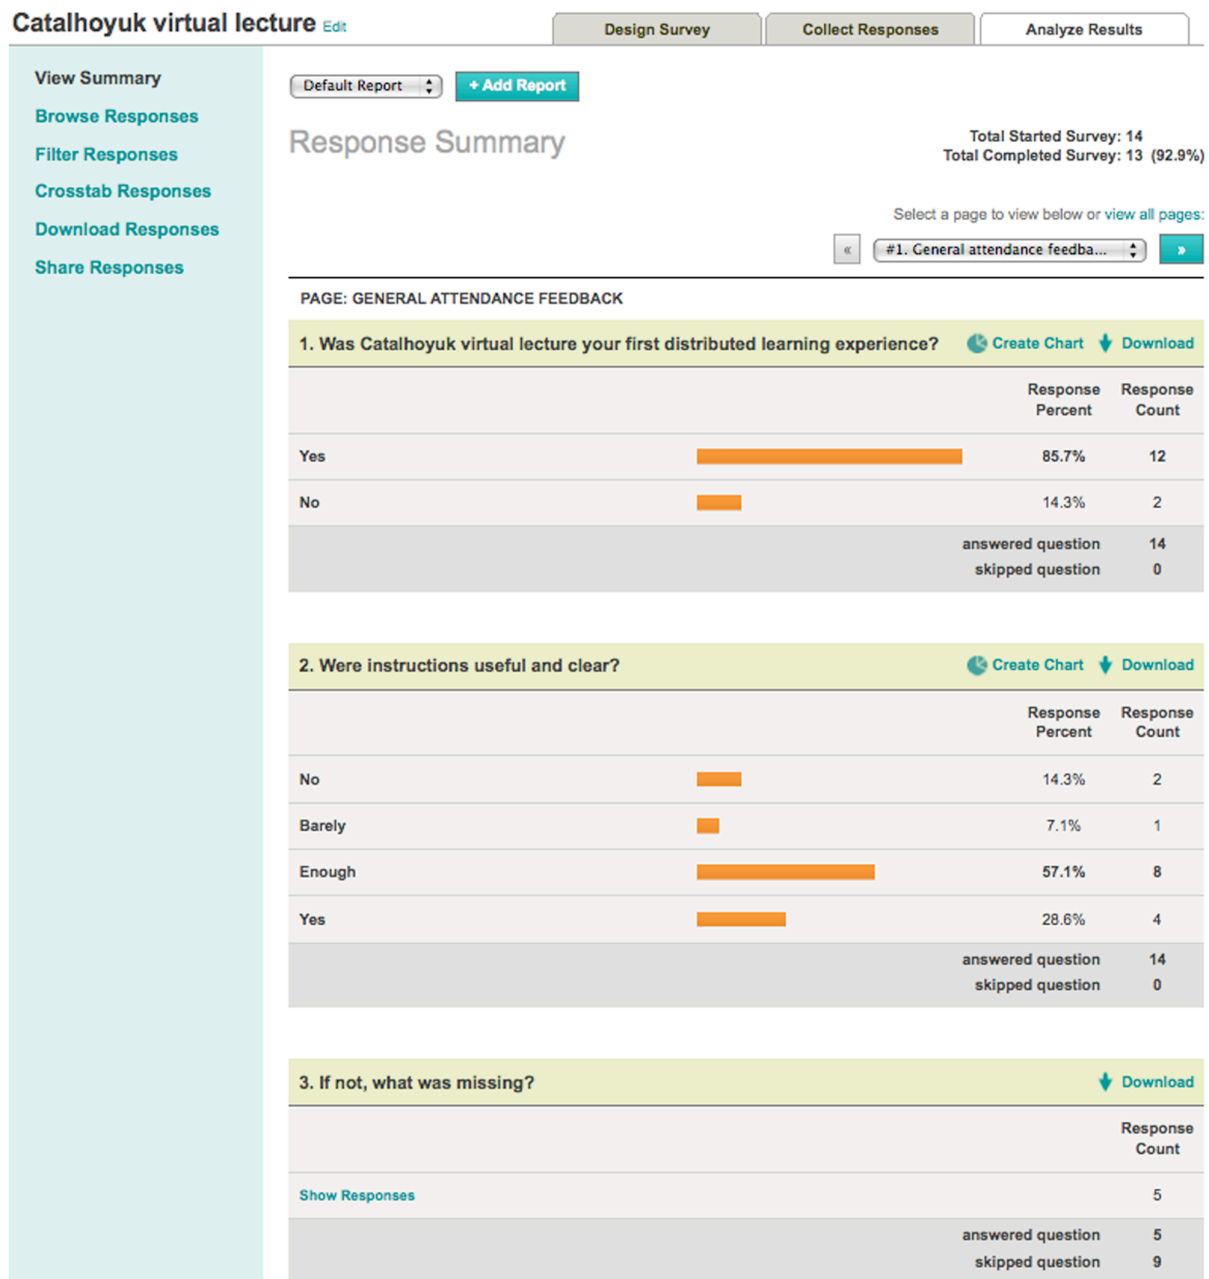 Catalhoyuk virtual lecture Edit
Design Survey
Collect Responses
Analyze Results
View Summary
Browse Responses
Filter Responses
Crosstab Responses
Download Responses
Share Responses
Default Report
+ Add Report
Response Summary
Total Started Survey: 14
Total Completed Survey: 13 (92.9%)
Select a page to view below or view all pages:
«
#1. General attendance feedba...
»
PAGE: GENERAL ATTENDANCE FEEDBACK
1. Was Catalhoyuk virtual lecture your first distributed learning experience? Create Chart Download
Response Percent
Response Count
Yes 85.7% 12
No 14.3% 2
answered question 14
skipped question 0
2. Were instructions useful and clear? Create Chart Download
Response Percent
Response Count
No 14.3% 2
Barely 7.1% 1
Enough 57.1% 8
Yes 28.6% 4
answered question 14
skipped question 0
3. If not, what was missing? Download
Response Count
Show Responses 5
answered question 5
skipped question 9